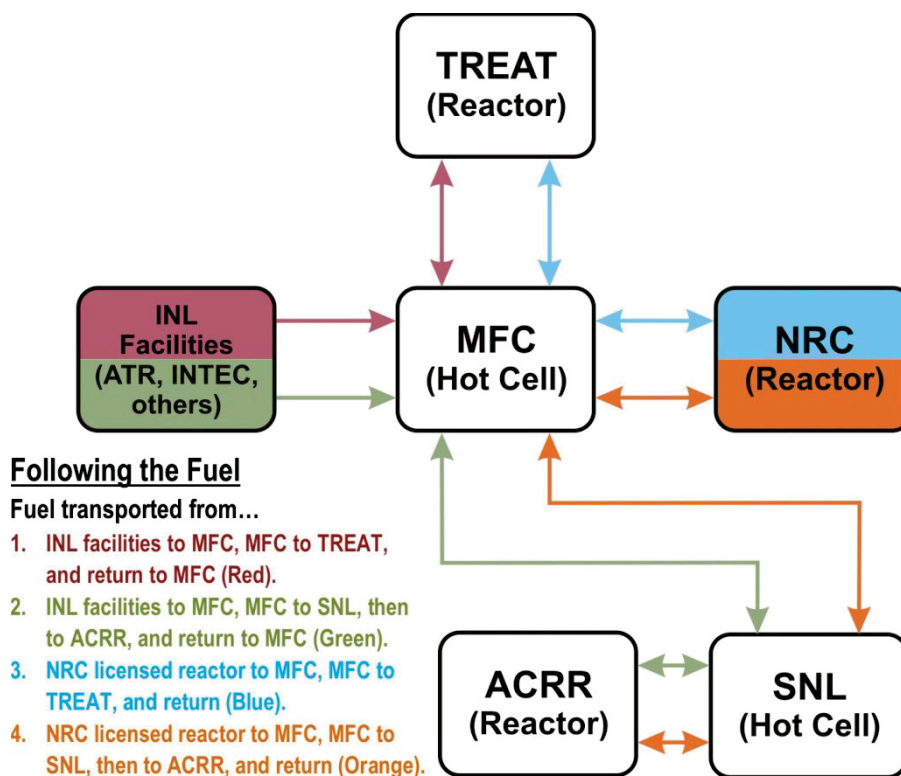 TREAT
(Reactor)
INL
Facilities
(ATR, INTEC,
others)
MFC
(Hot Cell)
NRC
(Reactor)
Following the Fuel
Fuel transported from…
1. INL facilities to MFC, MFC to TREAT,
and return to MFC (Red).
2. INL facilities to MFC, MFC to SNL, then
to ACRR, and return to MFC (Green).
3. NRC licensed reactor to MFC, MFC to
TREAT, and return (Blue).
4. NRC licensed reactor to MFC, MFC to
SNL, then to ACRR, and return (Orange).
ACRR
(Reactor)
SNL
(Hot Cell)